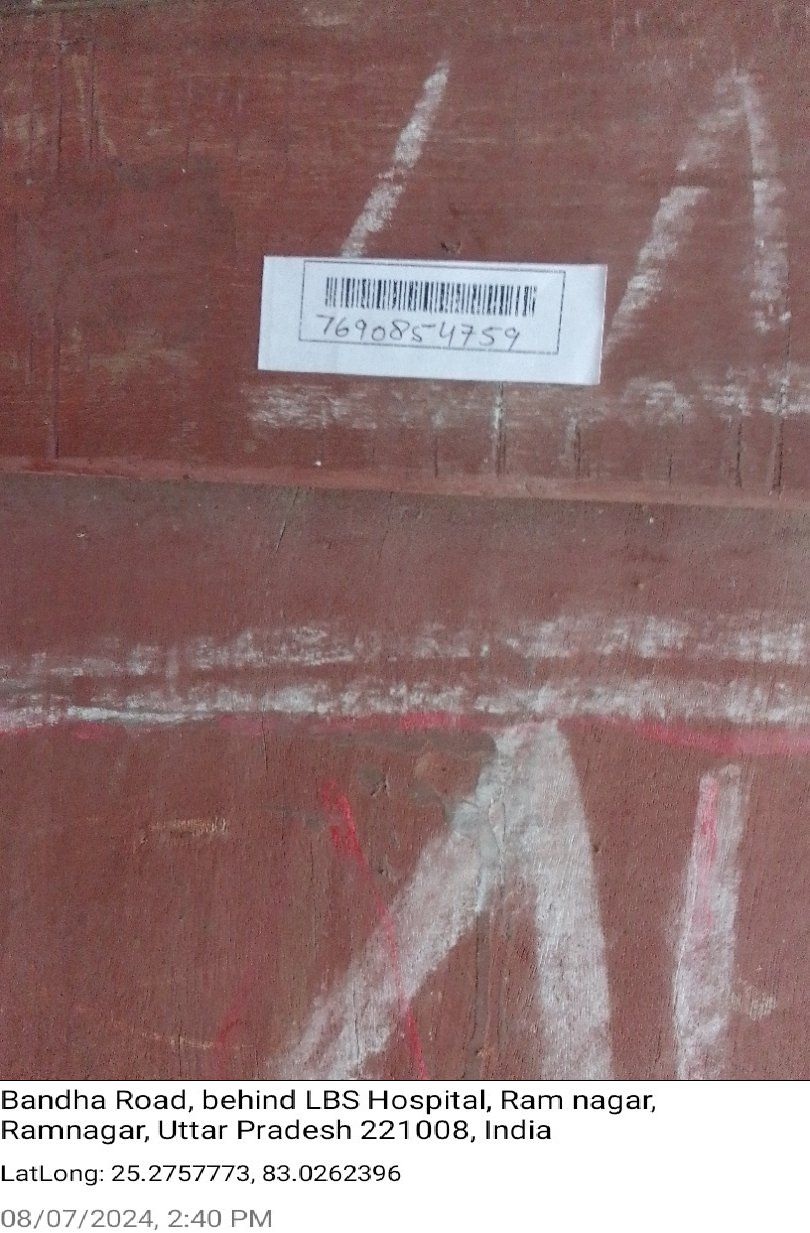 7690854759
Bandha Road, behind LBS Hospital, Ram nagar,
Ramnagar, Uttar Pradesh 221008, India
LatLong: 25.2757773, 83.0262396
08/07/2024, 2:40 PM